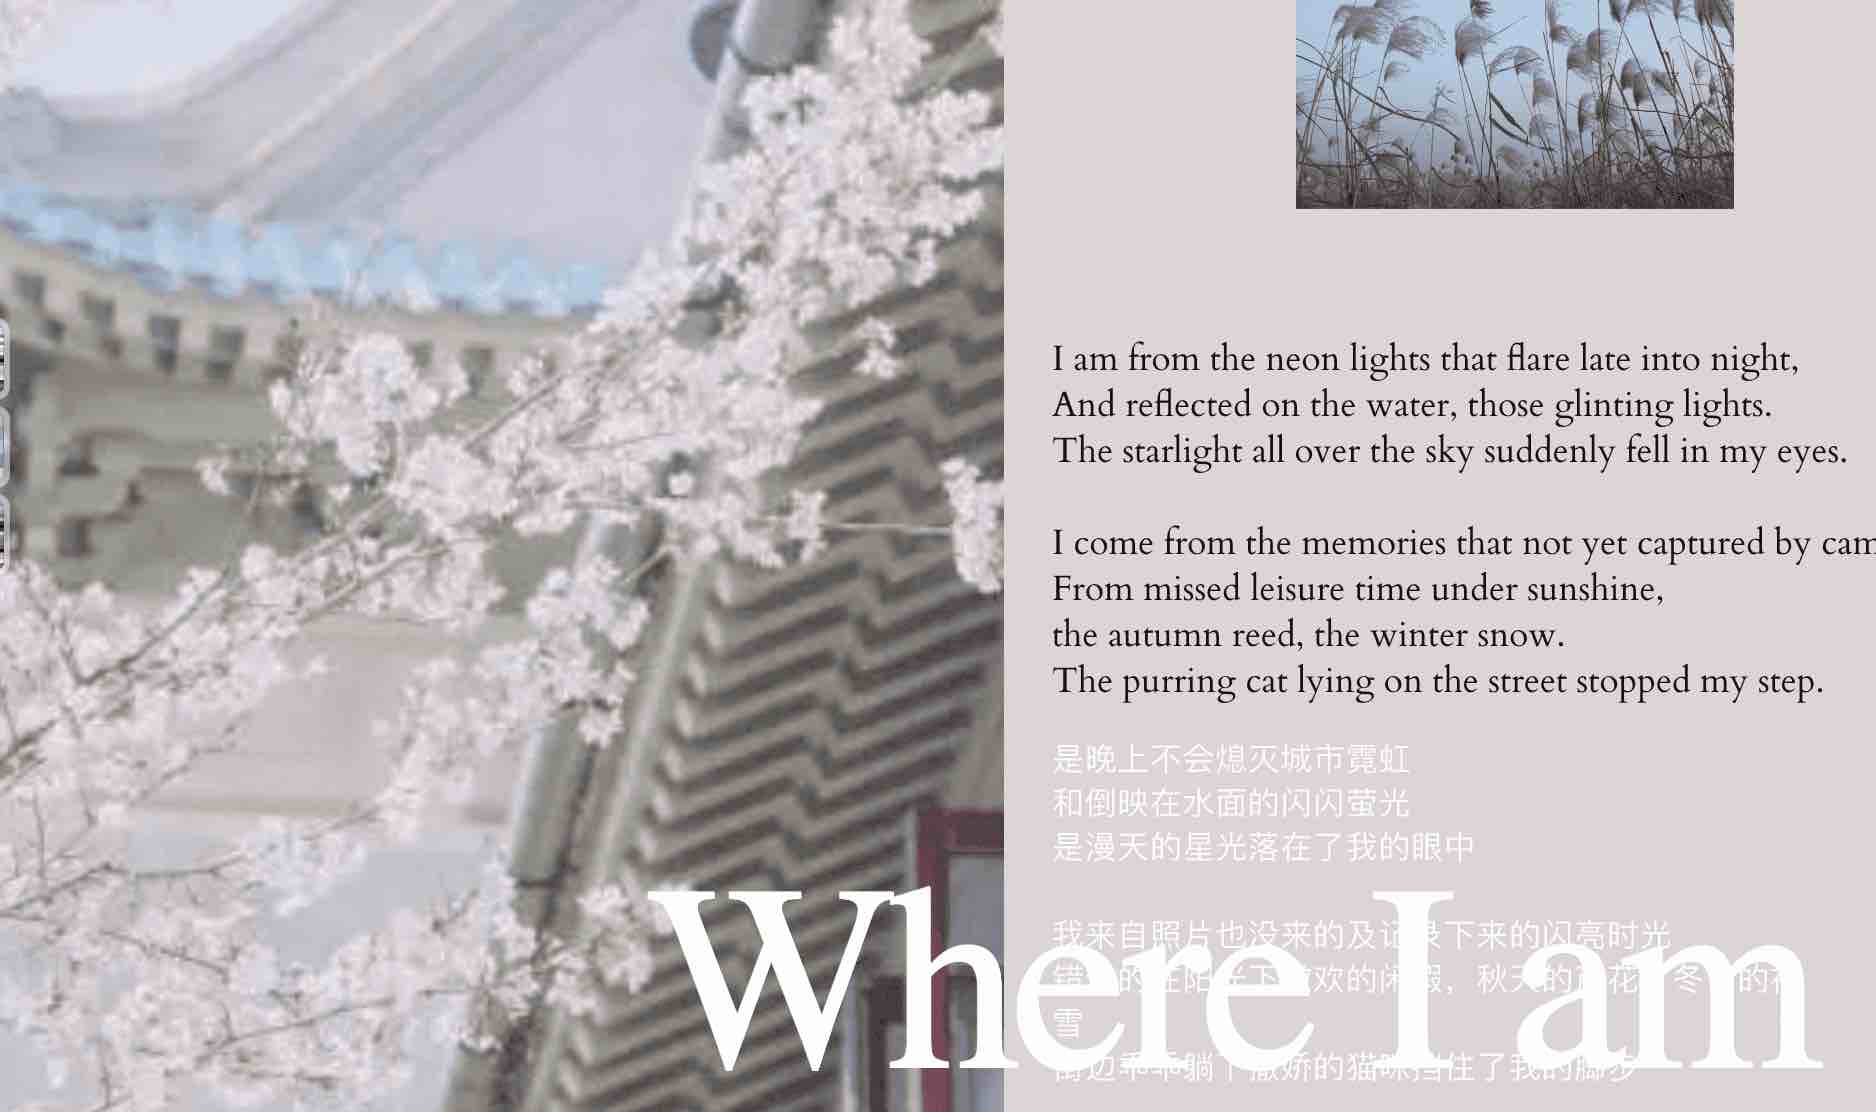 I am from the neon lights that flare late into night,
And reflected on the water, those glinting lights.
The starlight all over the sky suddenly fell in my eyes.
I come from the memories that not yet captured by cam
From missed leisure time under sunshine,
the autumn reed, the winter snow.
The purring cat lying on the street stopped my step.
是晚上不会熄灭城市霓虹
和倒映在水面的闪闪萤光
是漫天的星光落在了我的眼中
我来自照片也没来的及记录下来的闪亮时光
的在阳光下 欢的闲暇，秋天的 花 冬 的
雪
边乖乖躺下撒娇的猫咪挡住了我的脚步
Where I am